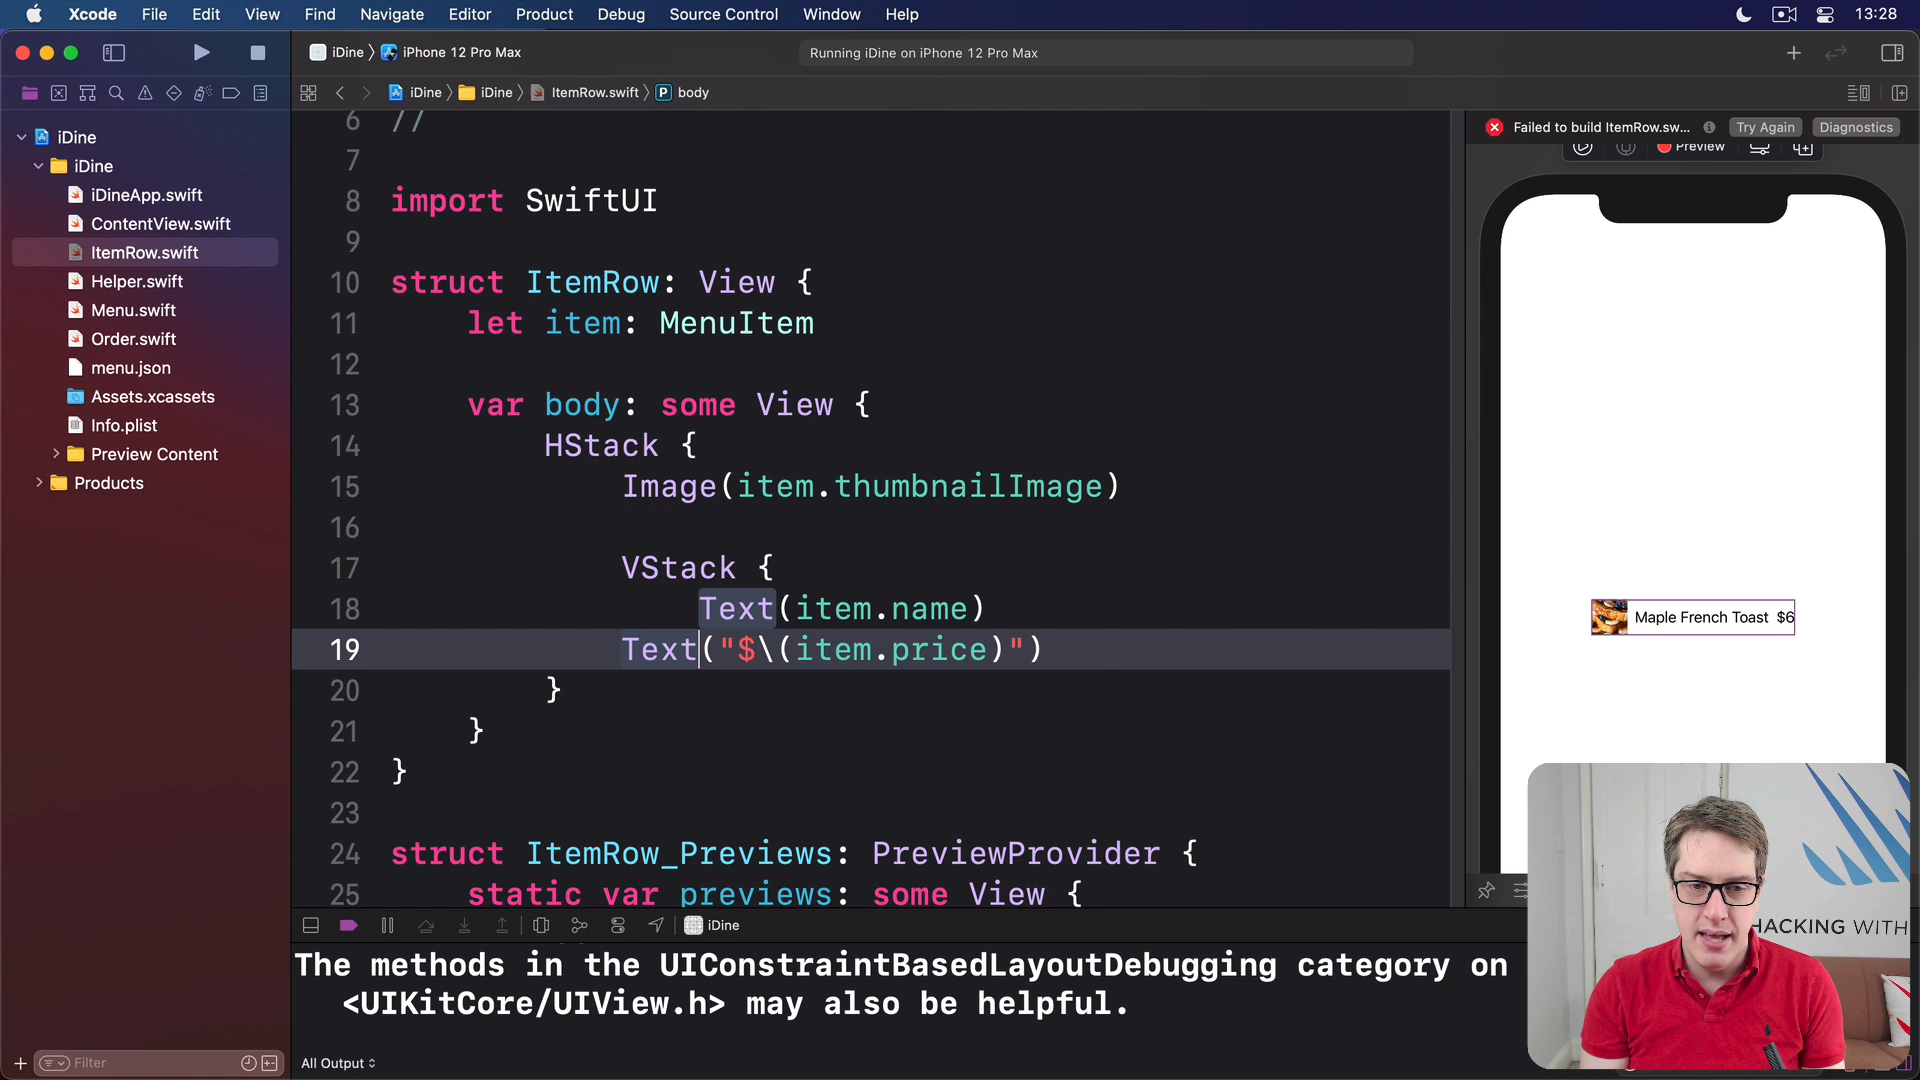 Xcode File Edit View Find Navigate Editor Product Debug Source Control Window Help 13:28
iDine 〉 iPhone 12 Pro Max
Running iDine on iPhone 12 Pro Max
iDine 〉 iDine 〉 ItemRow.swift 〉 P body
iDine
iDine
iDineApp.swift
ContentView.swift
ItemRow.swift
Helper.swift
Menu.swift
Order.swift
menu.json
Assets.xcassets
Info.plist
Preview Content
Products
Filter
6 //
7
8 import SwiftUI
9
10 struct ItemRow: View {
11 let item: MenuItem
12
13 var body: some View {
14 HStack {
15 Image(item.thumbnailImage)
16
17 VStack {
18 Text(item.name)
19 Text("$\(item.price)")
20 }
21 }
22 }
23
24 struct ItemRow_Previews: PreviewProvider {
25 static var previews: some View {
Failed to build ItemRow.sw... Try Again Diagnostics
Preview
Maple French Toast $6
iDine
The methods in the UIConstraintBasedLayoutDebugging category on
<UIKitCore/UIView.h> may also be helpful.
All Output
HACKING WITH